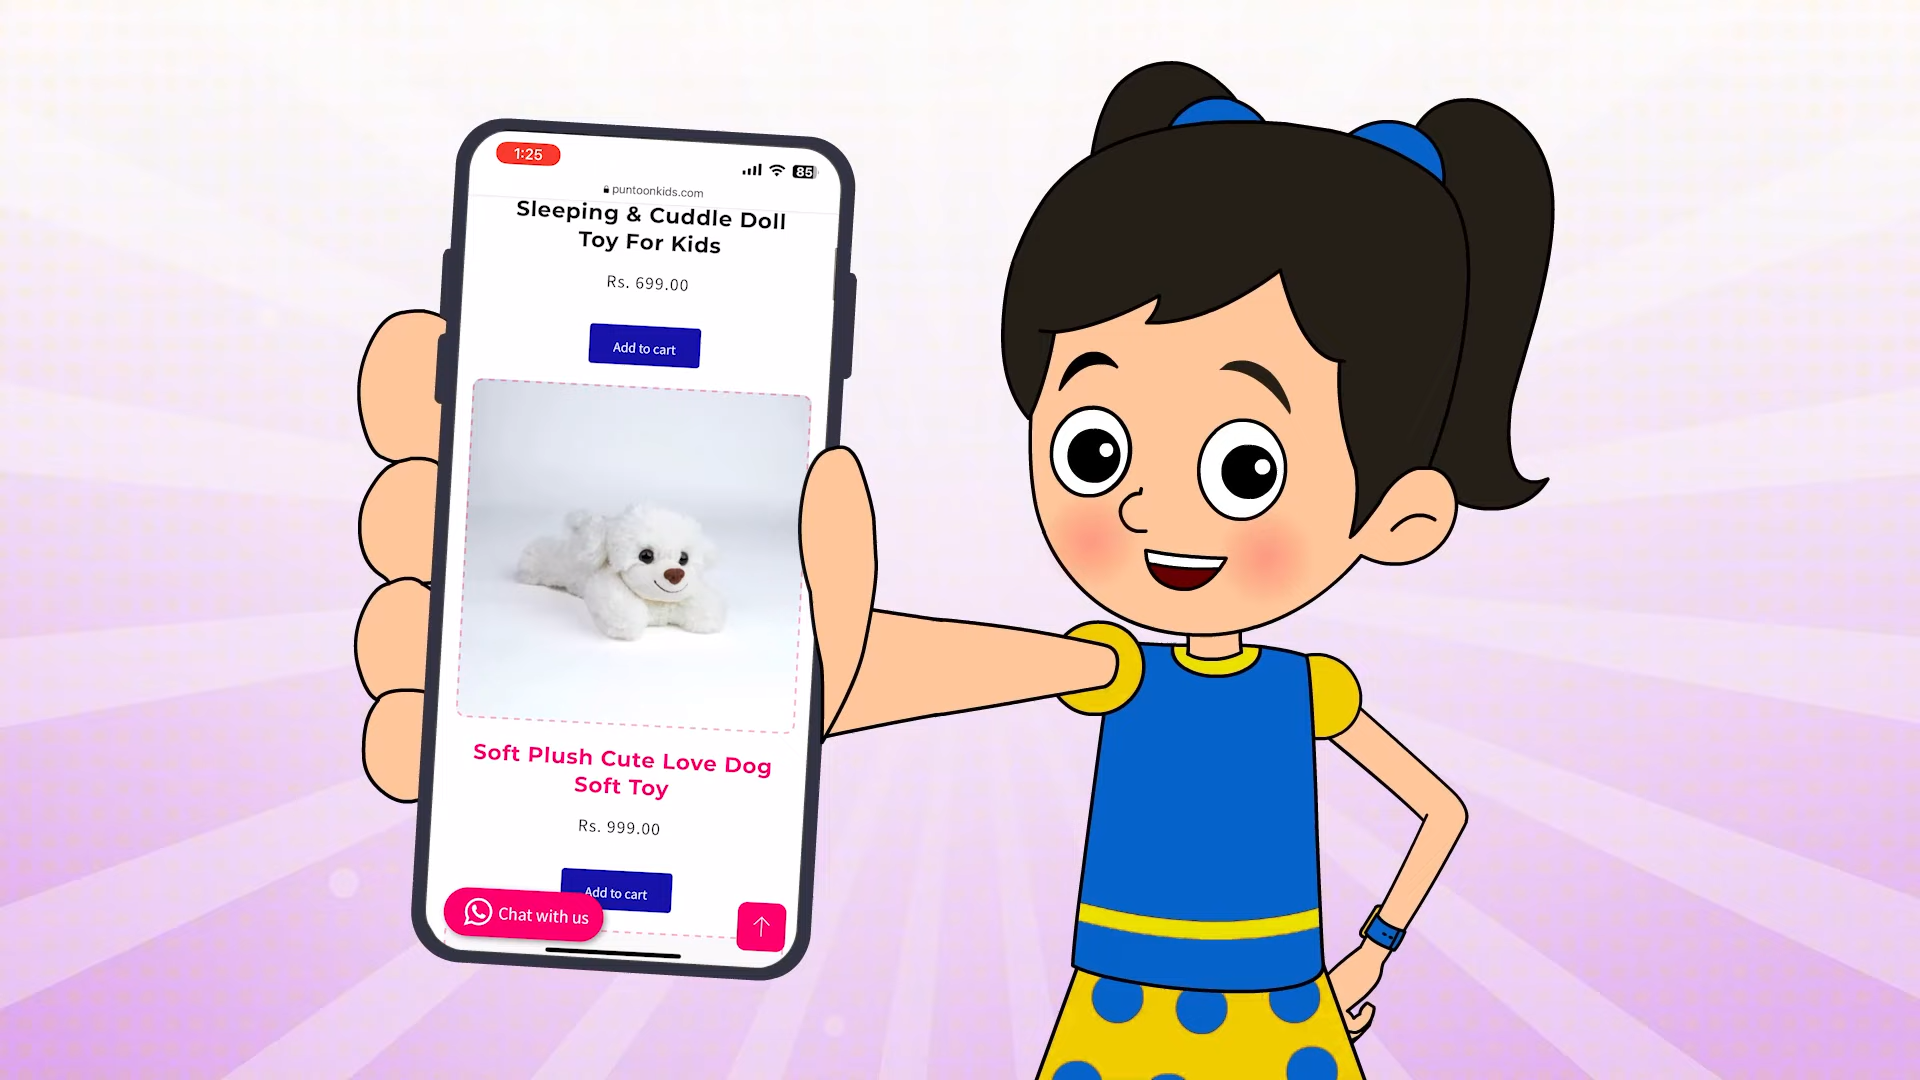 1:25
85
puntoonkids.com
Sleeping & Cuddle Doll
Toy For Kids
Rs. 699.00
Add to cart
Soft Plush Cute Love Dog
Soft Toy
Rs. 999.00
Add to cart
Chat with us